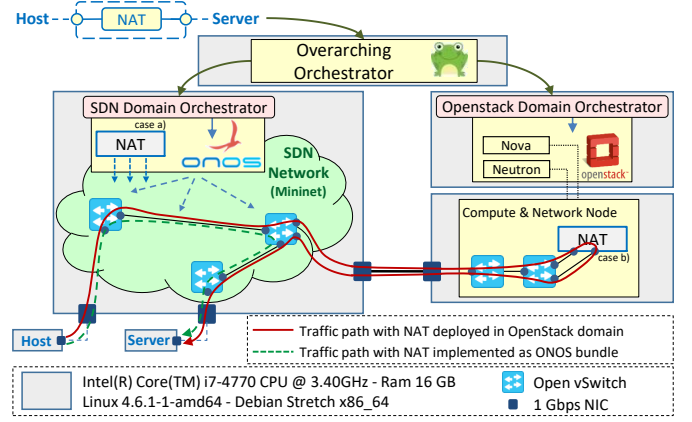 Host
NAT
Server
Overarching
Orchestrator
SDN Domain Orchestrator
case a)
NAT
onos
SDN
Network
(Mininet)
Openstack Domain Orchestrator
Nova
Neutron
openstack™
Compute & Network Node
NAT
case b)
Host
Server
Traffic path with NAT deployed in OpenStack domain
Traffic path with NAT implemented as ONOS bundle
Intel(R) Core(TM) i7-4770 CPU @ 3.40GHz - Ram 16 GB
Linux 4.6.1-1-amd64 - Debian Stretch x86_64
Open vSwitch
1 Gbps NIC